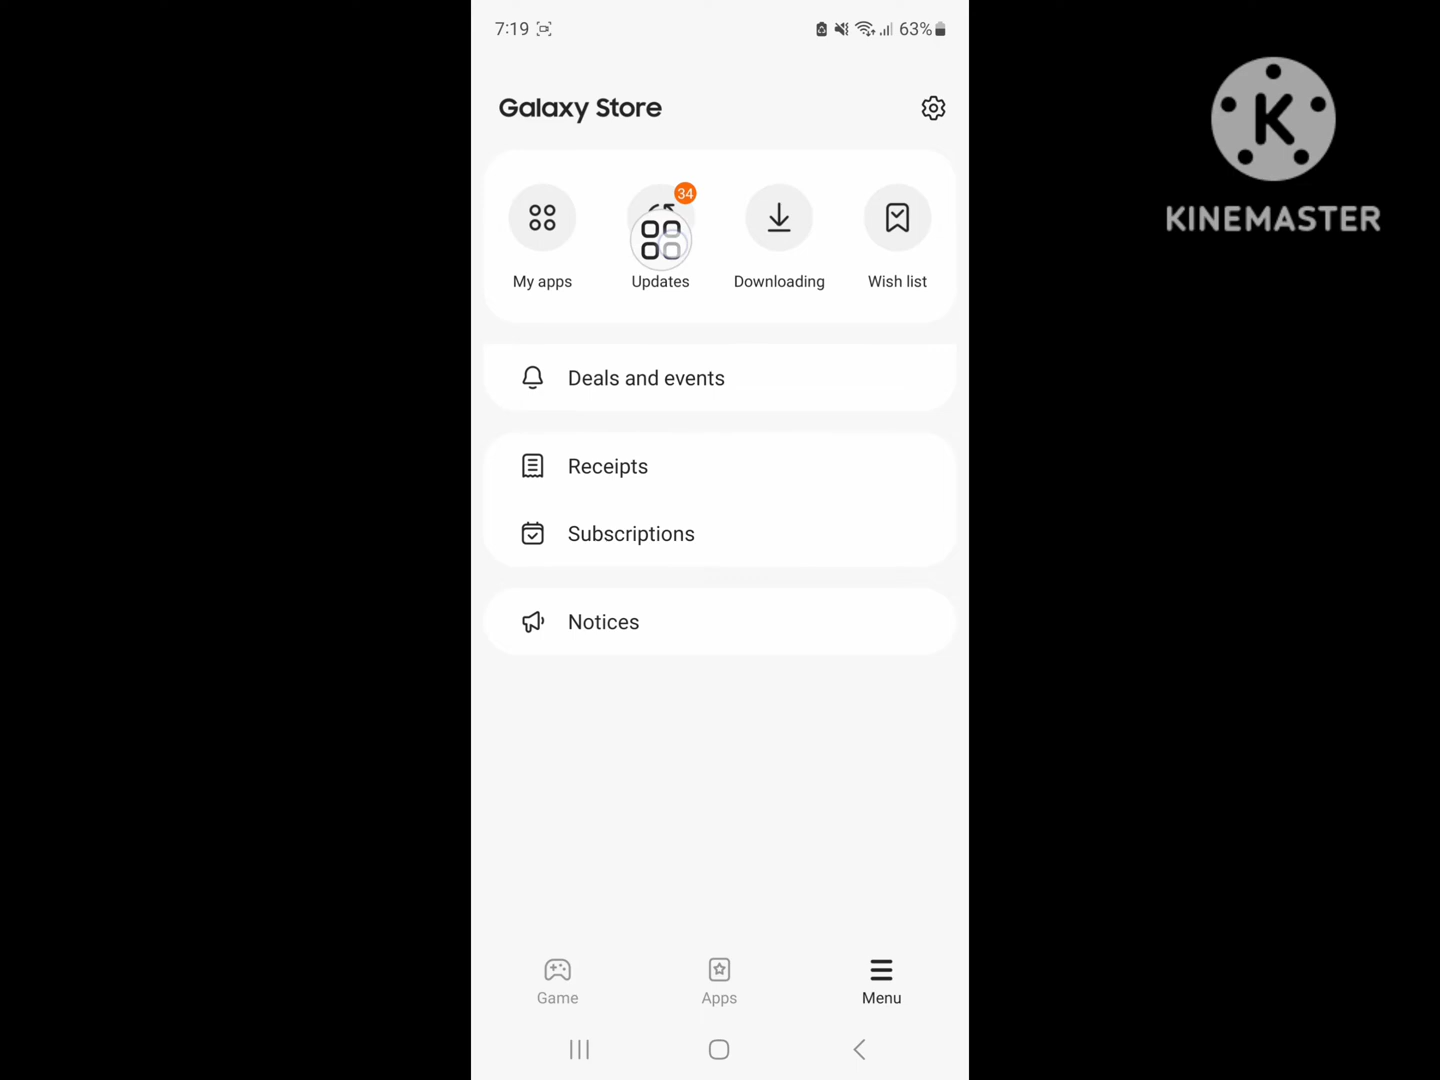 7:19
63%
Galaxy Store
34
My apps
Updates
Downloading
Wish list
Deals and events
Receipts
Subscriptions
Notices
Game
Apps
Menu
K
KINEMASTER